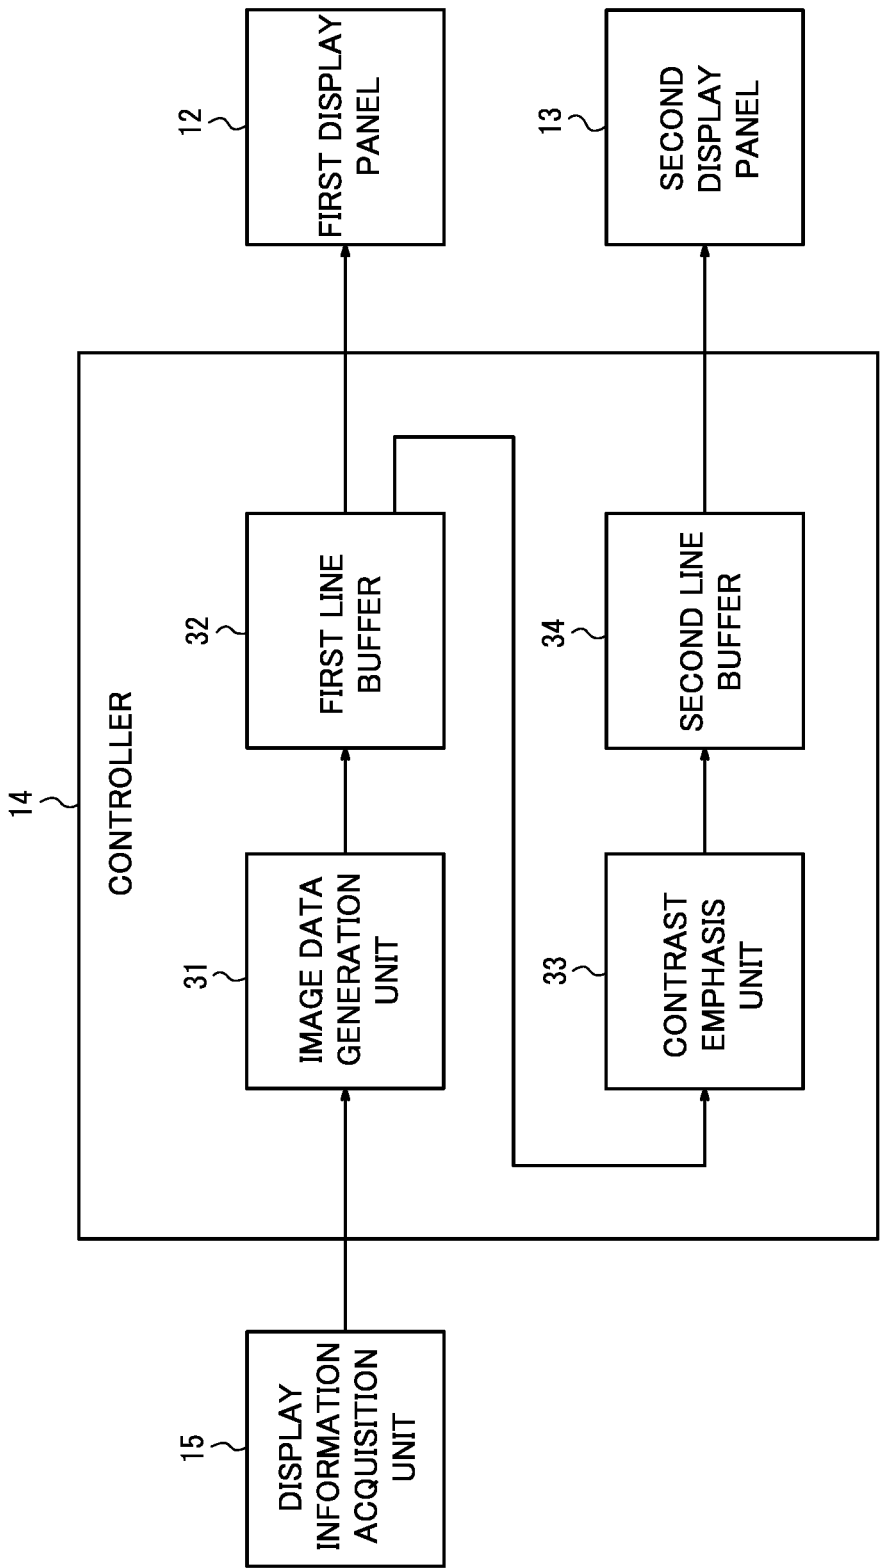 14
CONTROLLER
15
DISPLAY
INFORMATION
ACQUISITION
UNIT
31
IMAGE DATA
GENERATION
UNIT
32
FIRST LINE
BUFFER
12
FIRST DISPLAY
PANEL
33
CONTRAST
EMPHASIS
UNIT
34
SECOND LINE
BUFFER
13
SECOND
DISPLAY
PANEL